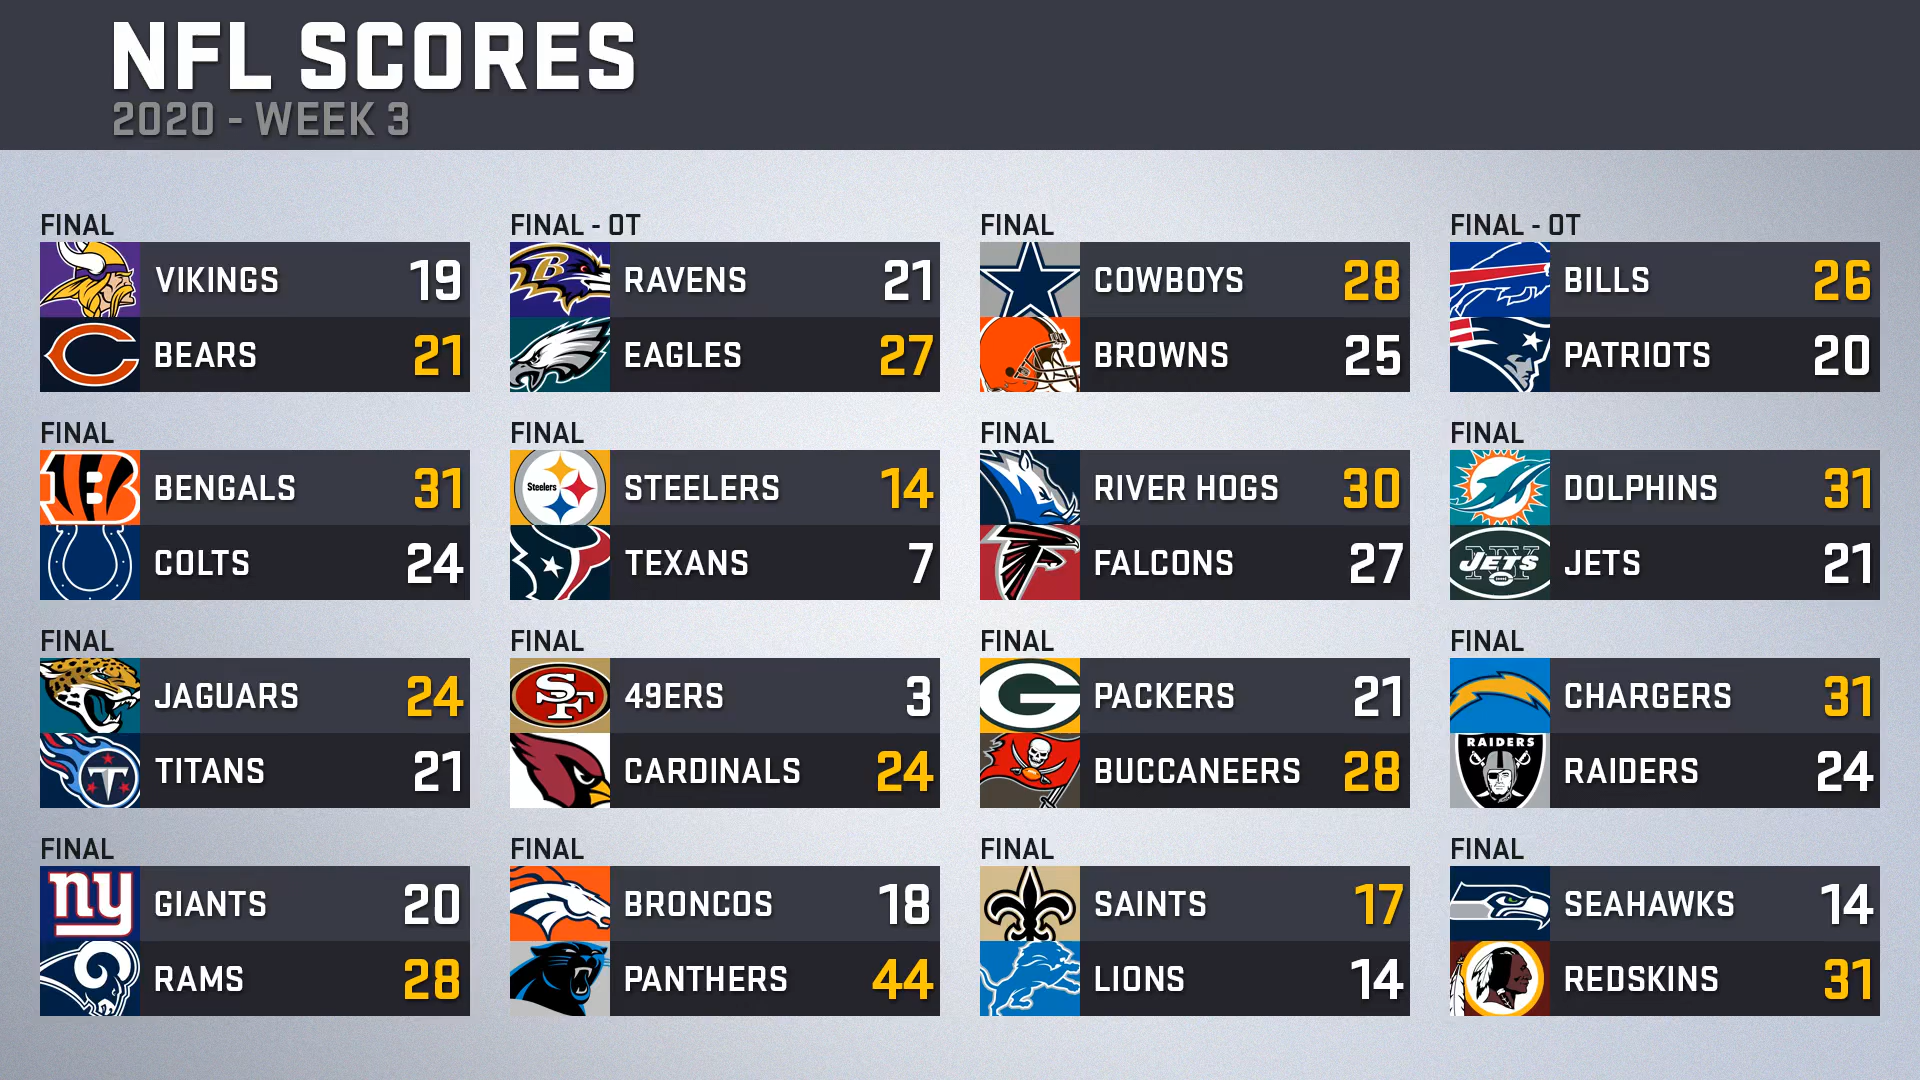 NFL SCORES
2020 - WEEK 3
FINAL
VIKINGS 19
BEARS 21
FINAL - OT
RAVENS 21
EAGLES 27
FINAL
COWBOYS 28
BROWNS 25
FINAL - OT
BILLS 26
PATRIOTS 20
FINAL
B BENGALS 31
COLTS 24
FINAL
Steelers STEELERS 14
TEXANS 7
FINAL
RIVER HOGS 30
FALCONS 27
FINAL
DOLPHINS 31
NY JETS JETS 21
FINAL
JAGUARS 24
T TITANS 21
FINAL
SF 49ERS 3
CARDINALS 24
FINAL
G PACKERS 21
BUCCANEERS 28
FINAL
CHARGERS 31
RAIDERS RAIDERS 24
FINAL
ny GIANTS 20
RAMS 28
FINAL
BRONCOS 18
PANTHERS 44
FINAL
SAINTS 17
LIONS 14
FINAL
SEAHAWKS 14
REDSKINS 31